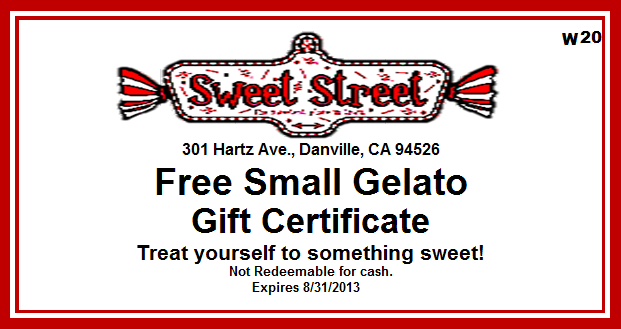 W20
Sweet Street
301 Hartz Ave., Danville, CA 94526
Free Small Gelato
Gift Certificate
Treat yourself to something sweet!
Not Redeemable for cash.
Expires 8/31/2013